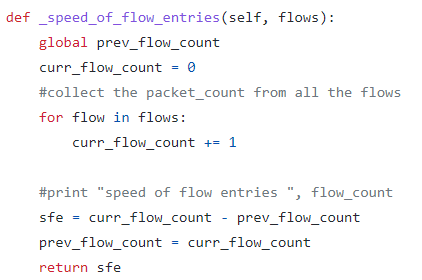 def _speed_of_flow_entries(self, flows):
    global prev_flow_count
    curr_flow_count = 0
    #collect the packet_count from all the flows
    for flow in flows:
        curr_flow_count += 1

    #print "speed of flow entries ", flow_count
    sfe = curr_flow_count - prev_flow_count
    prev_flow_count = curr_flow_count
    return sfe